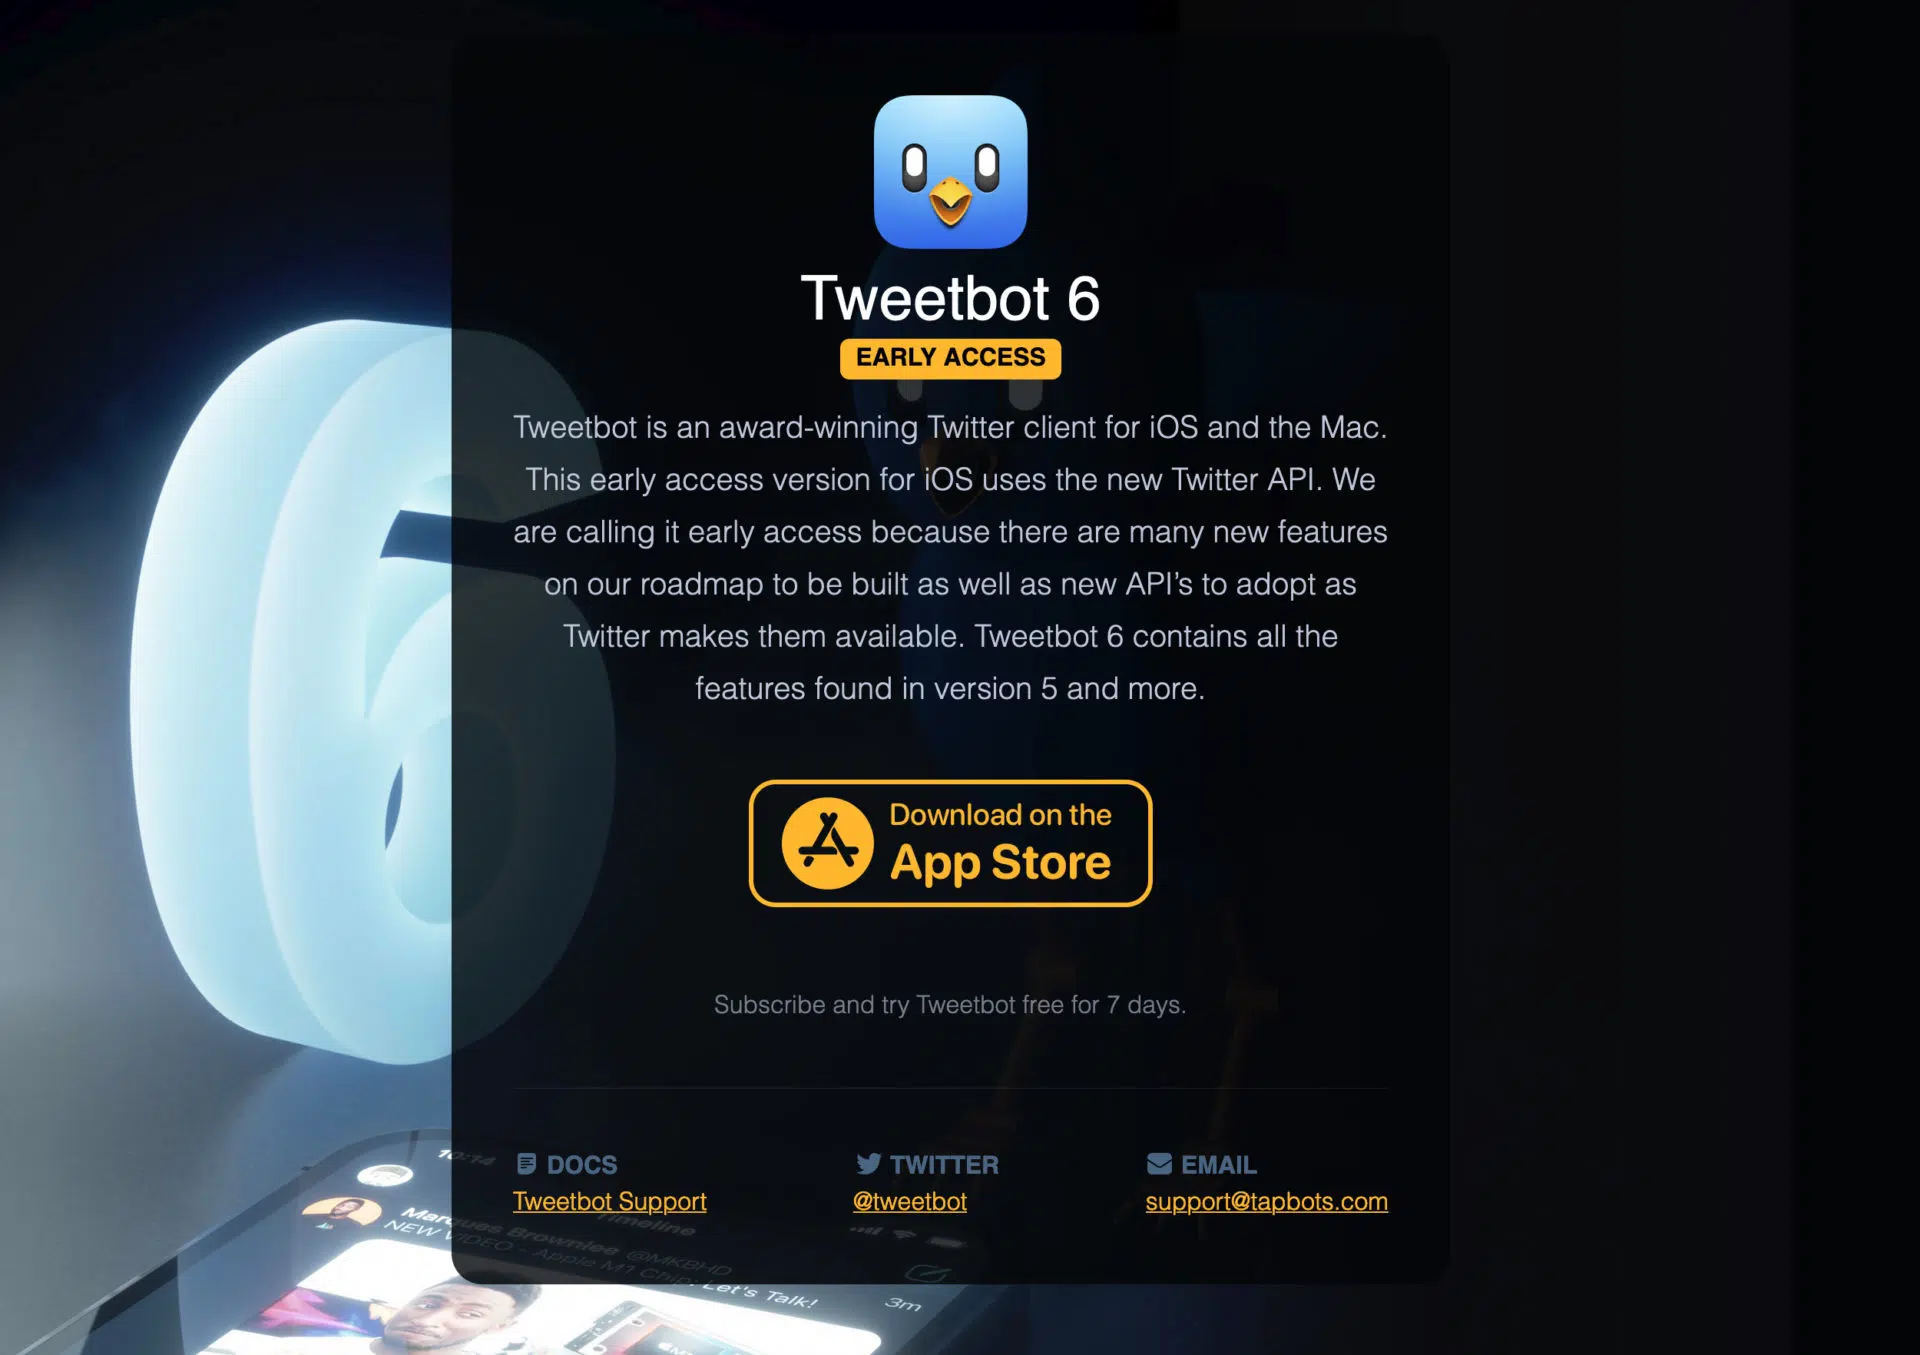 Tweetbot 6
EARLY ACCESS
Tweetbot is an award-winning Twitter client for iOS and the Mac.
This early access version for iOS uses the new Twitter API. We
are calling it early access because there are many new features
on our roadmap to be built as well as new API’s to adopt as
Twitter makes them available. Tweetbot 6 contains all the
features found in version 5 and more.
Download on the
App Store
Subscribe and try Tweetbot free for 7 days.
DOCS
Tweetbot Support
TWITTER
@tweetbot
EMAIL
support@tapbots.com
10:14
Timeline
Marques Brownlee @MKBHD
NEW VIDEO - Apple M1 Chip: Let's Talk!
3m